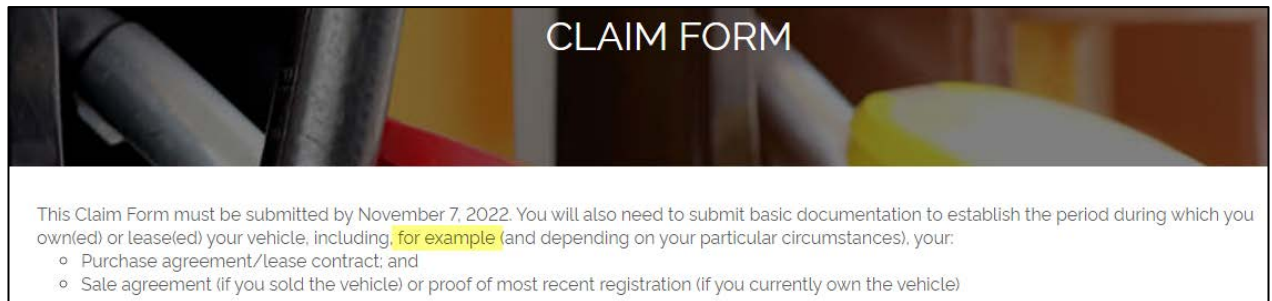 CLAIM FORM
This Claim Form must be submitted by November 7, 2022. You will also need to submit basic documentation to establish the period during which you
own(ed) or lease(ed) your vehicle, including, for example (and depending on your particular circumstances), your:
Purchase agreement/lease contract; and
Sale agreement (if you sold the vehicle) or proof of most recent registration (if you currently own the vehicle)